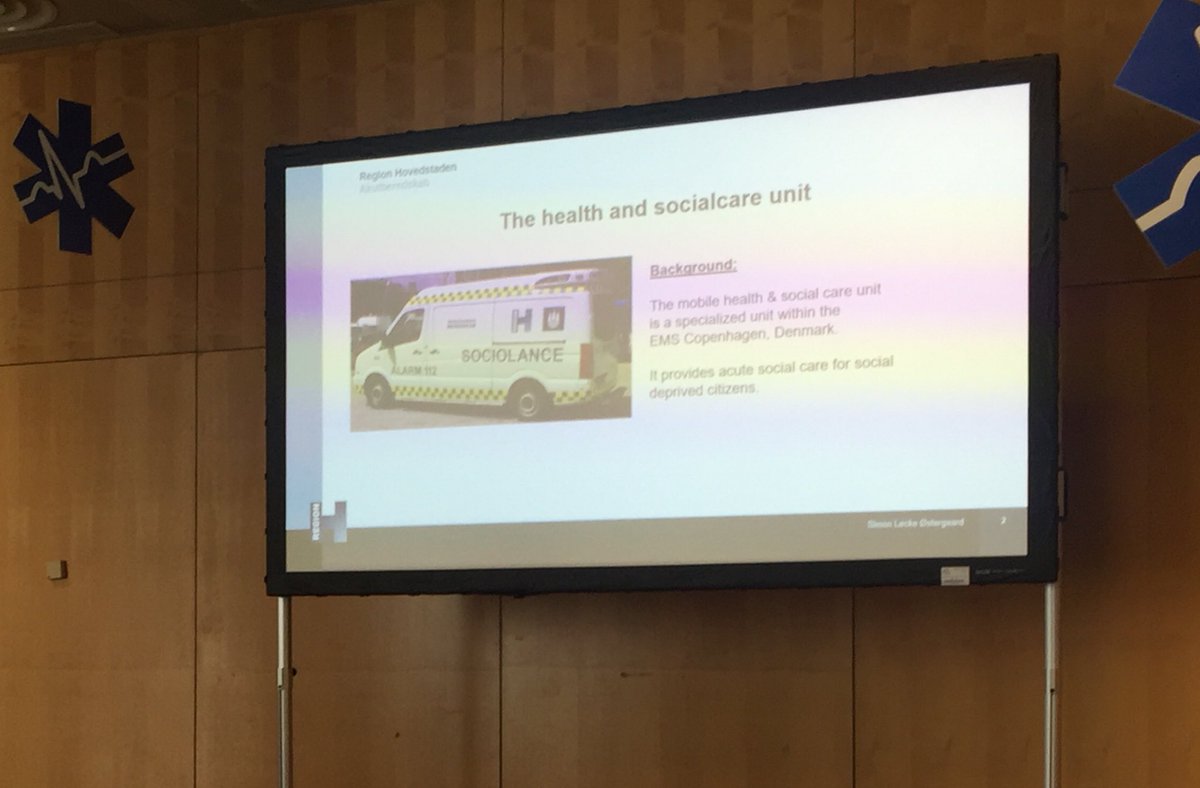 Region Hovedstaden
Akutberedskab
The health and socialcare unit
Background:
The mobile health & social care unit
is a specialized unit within the
EMS Copenhagen, Denmark.
It provides acute social care for social
deprived citizens.
H
SOCIOLANCE
ALARM 112
REGION
Simon Lecke Østergaard
2